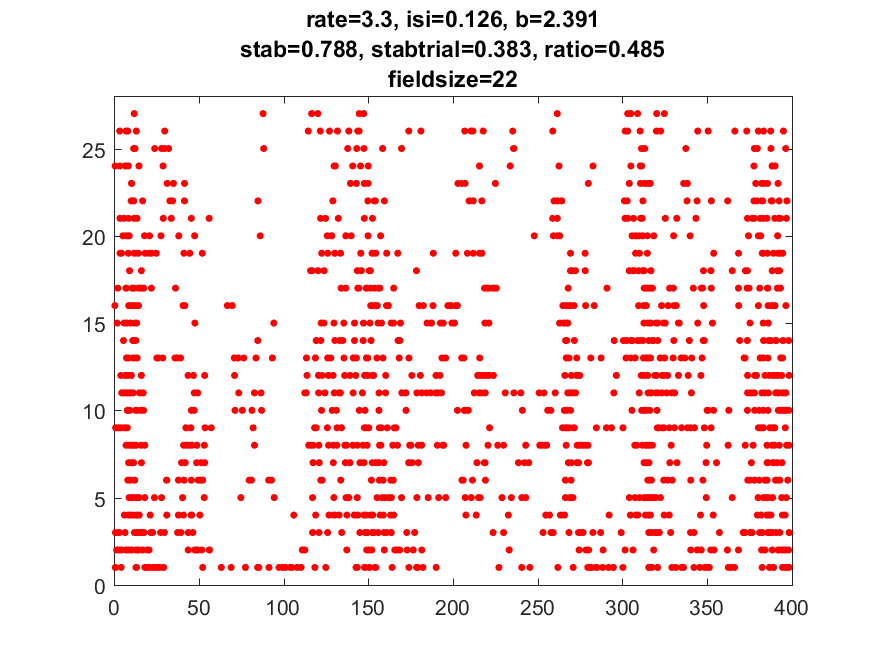 rate=3.3, isi=0.126, b=2.391
stab=0.788, stabtrial=0.383, ratio=0.485
fieldsize=22
25
20
15
10
5
0
0 50 100 150 200 250 300 350 400